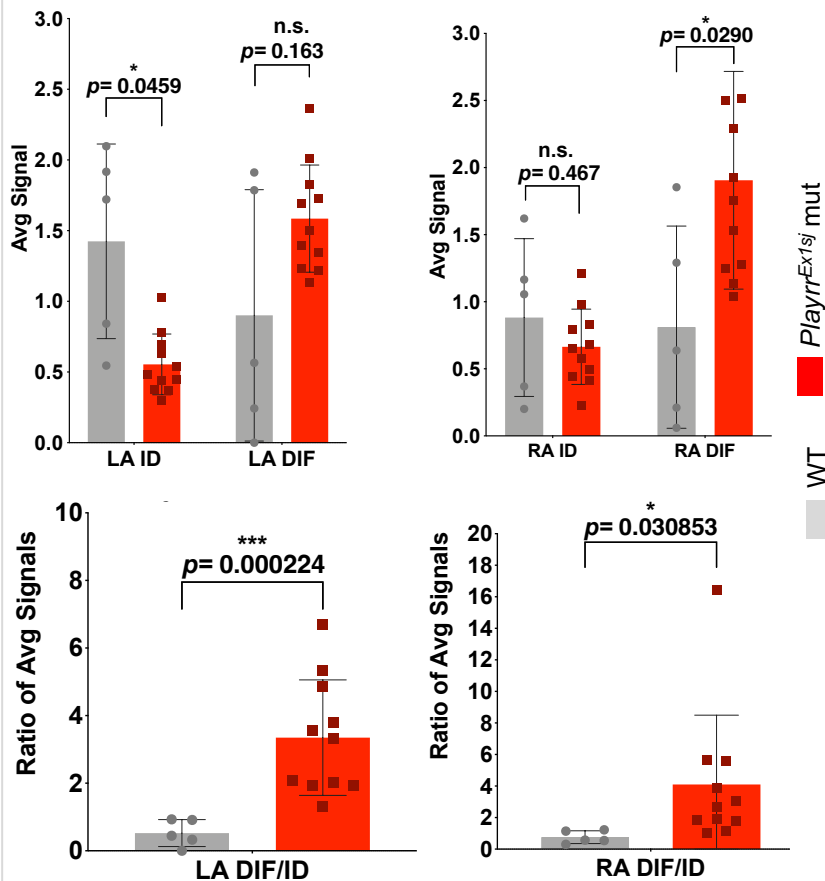 3.0
2.5
2.0
1.5
1.0
0.5
0.0
Avg Signal
*
p= 0.0459
n.s.
p= 0.163
LA ID
LA DIF
3.0
2.5
2.0
1.5
1.0
0.5
0.0
Avg Signal
n.s.
p= 0.467
*
p= 0.0290
RA ID
RA DIF
PlayrrEx1sj mut
WT
10
8
6
4
2
0
Ratio of Avg Signals
***
p= 0.000224
LA DIF/ID
20
18
16
14
12
10
8
6
4
2
0
Ratio of Avg Signals
*
p= 0.030853
RA DIF/ID